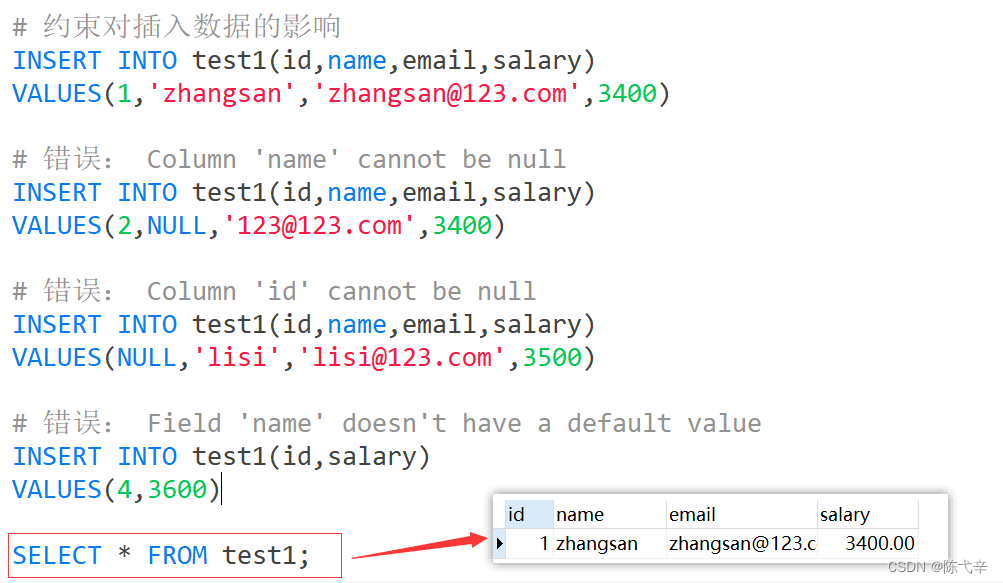 # 约束对插入数据的影响
INSERT INTO test1(id,name,email,salary)
VALUES(1,'zhangsan','zhangsan@123.com',3400)
# 错误： Column 'name' cannot be null
INSERT INTO test1(id,name,email,salary)
VALUES(2,NULL,'123@123.com',3400)
# 错误： Column 'id' cannot be null
INSERT INTO test1(id,name,email,salary)
VALUES(NULL,'lisi','lisi@123.com',3500)
# 错误： Field 'name' doesn't have a default value
INSERT INTO test1(id,salary)
VALUES(4,3600)
SELECT * FROM test1;
id name email salary
1 zhangsan zhangsan@123.c 3400.00
CSDN @陈弋辛